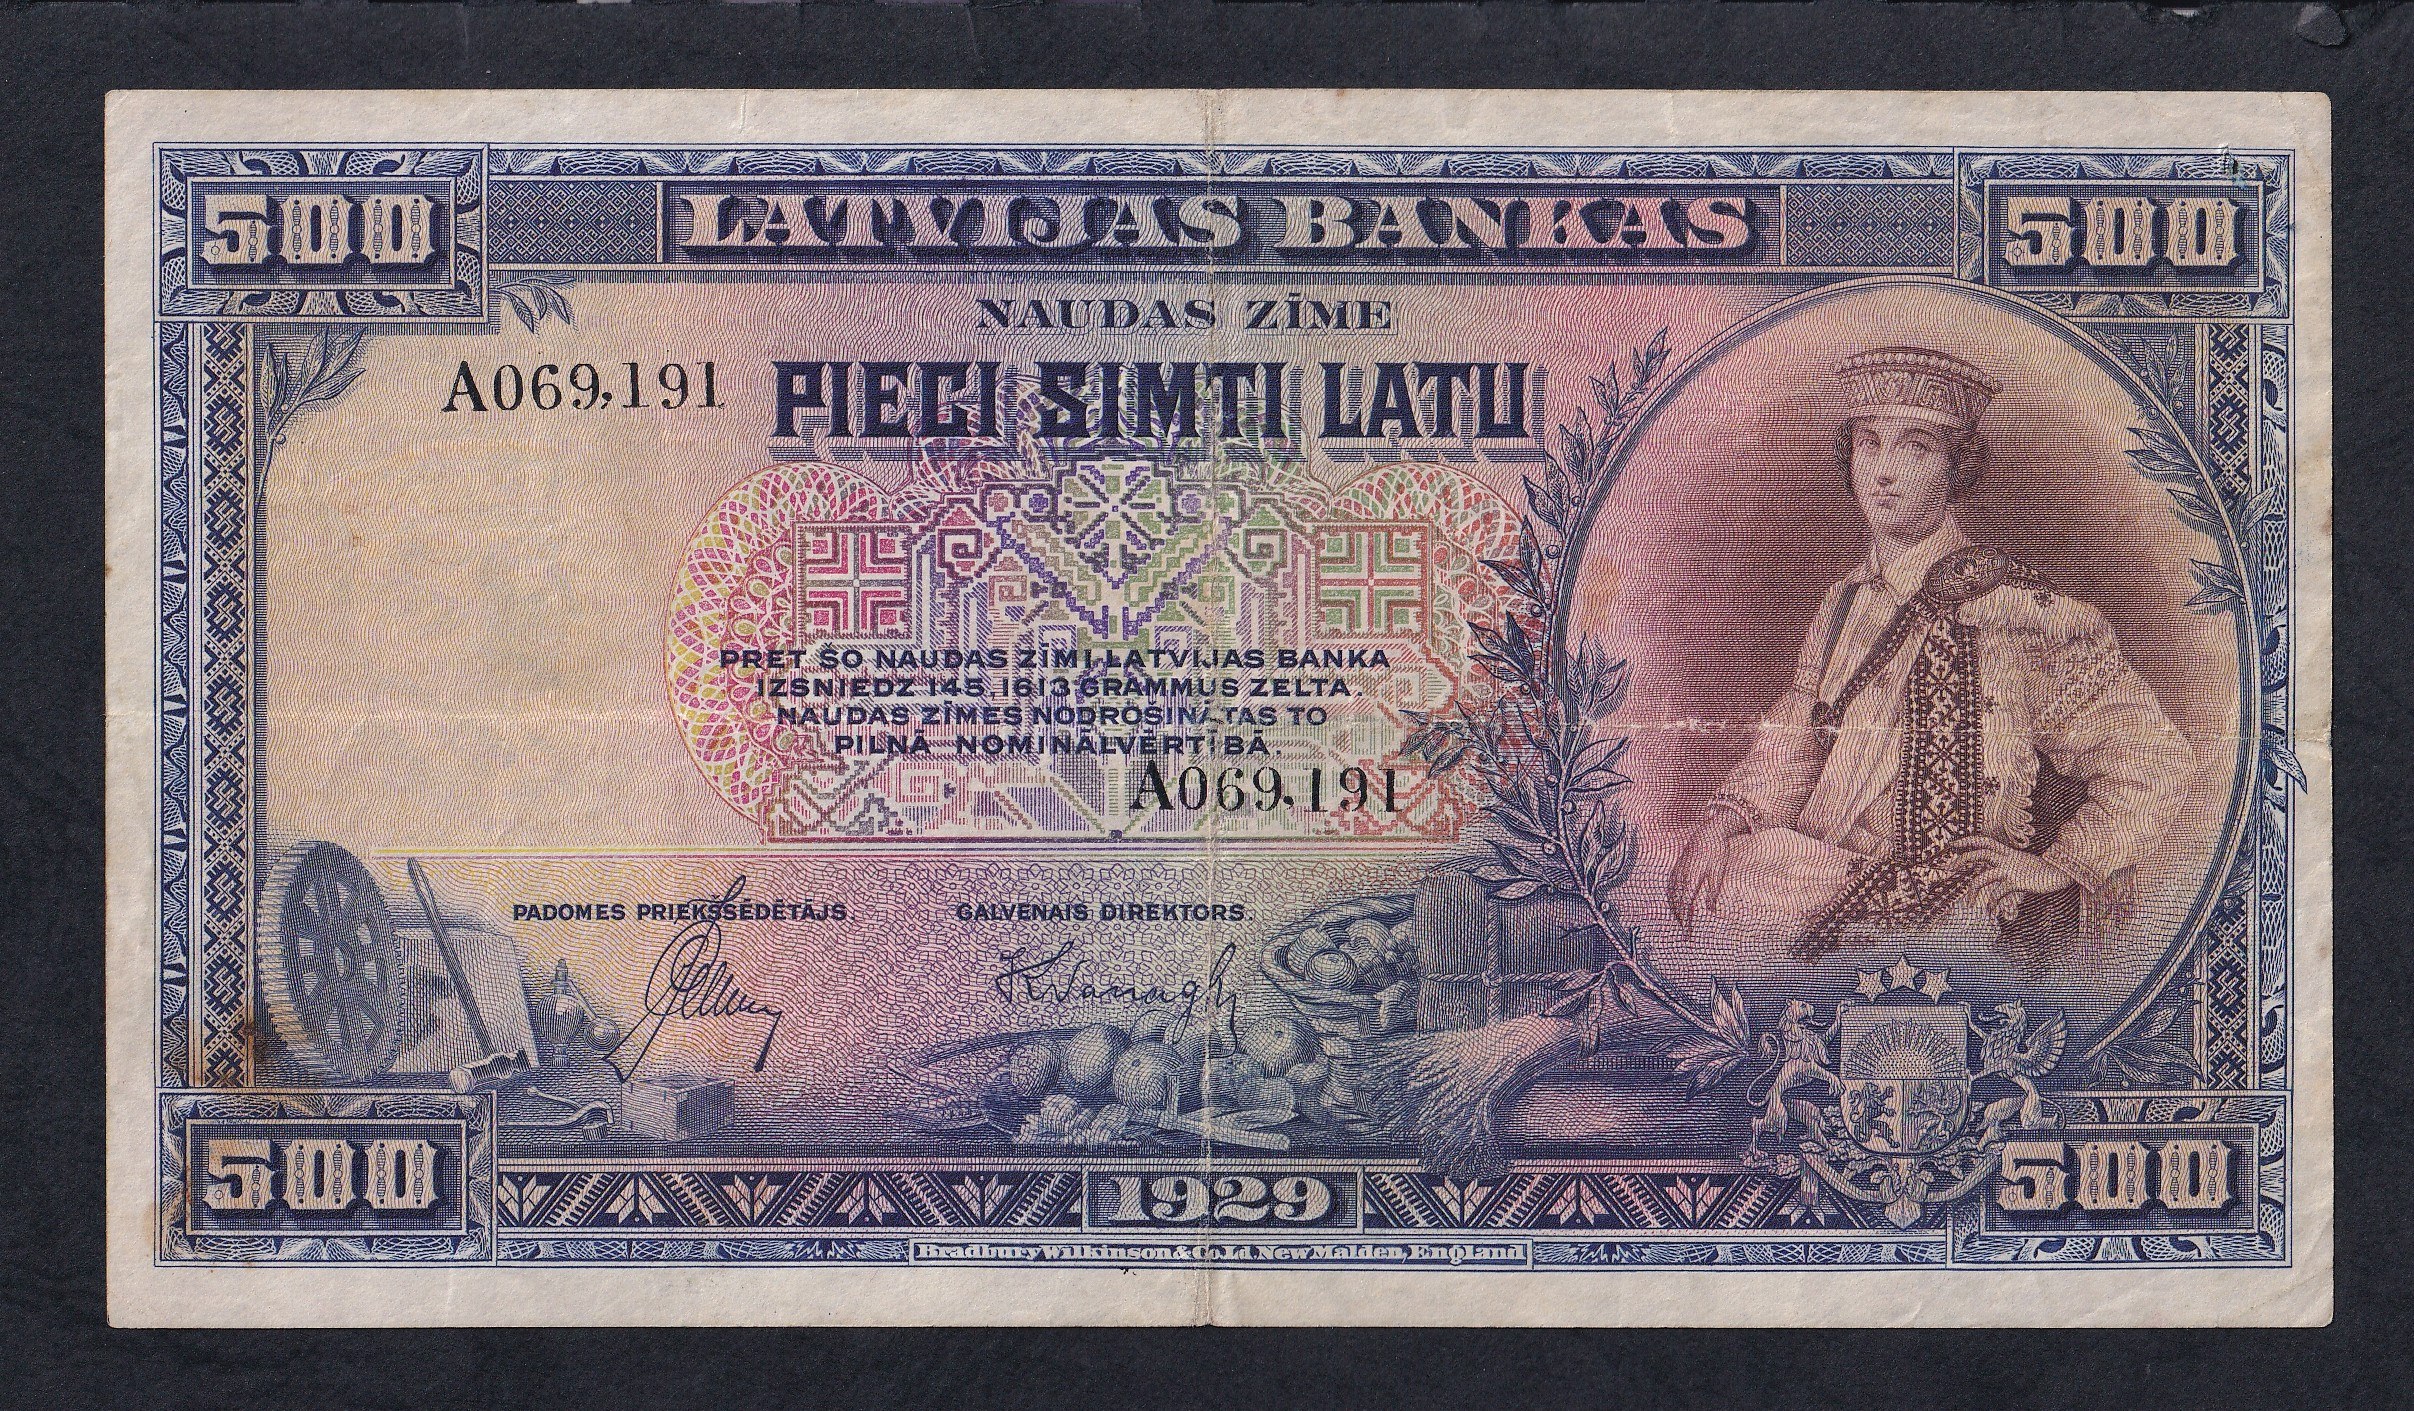 500 LATVIJAS BANKAS 500
NAUDAS ZĪME
A069,191
PIECI SIMTI LATU
PRET ŠO NAUDAS ZĪMI LATVIJAS BANKA
IZSNIEDZ 145,1613 GRAMMUS ZELTA.
NAUDAS ZĪMES NODROŠINĀTAS TO
PILNĀ NOMINĀLVĒRTĪBĀ.
A069,191
PADOMES PRIEKŠSĒDĒTĀJS. GALVENAIS DIREKTORS.
500 1929 500
Bradbury Wilkinson & Co Ld New Malden, England